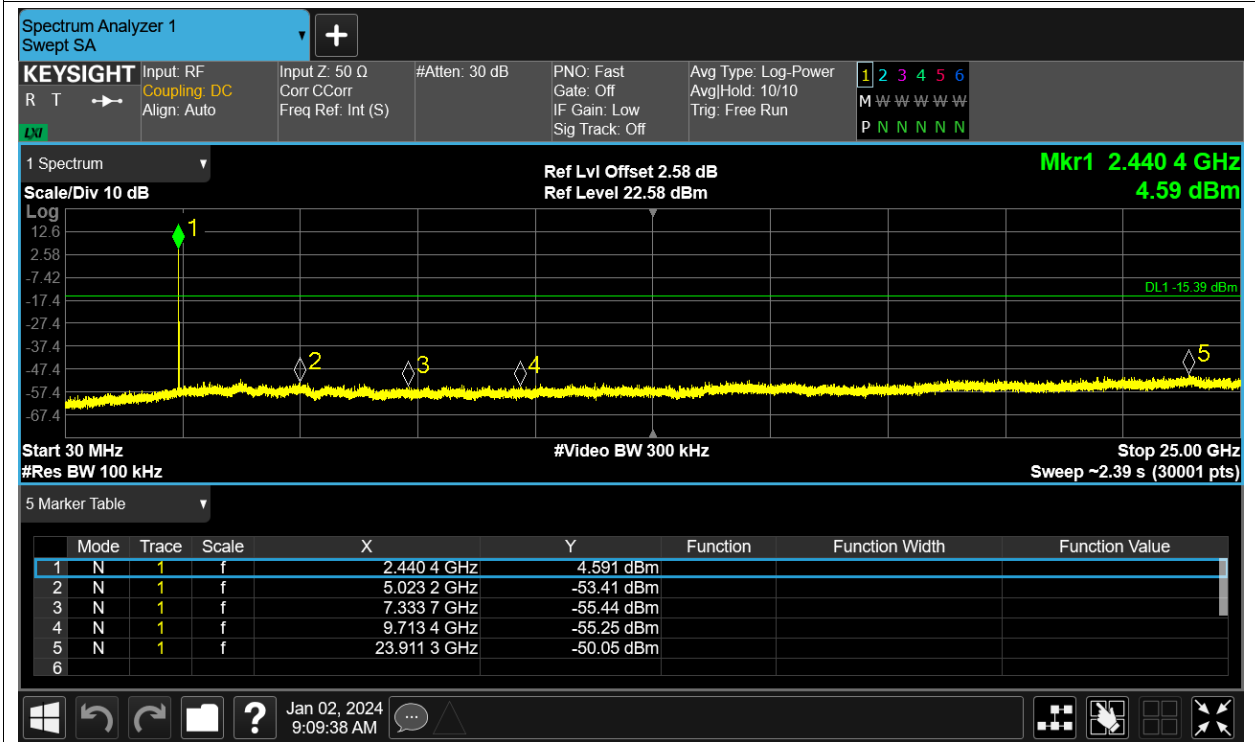 Spectrum Analyzer 1
Swept SA
+
KEYSIGHT
R T
LXI
Input: RF
Coupling: DC
Align: Auto
Input Z: 50 Ω
Corr CCorr
Freq Ref: Int (S)
#Atten: 30 dB
PNO: Fast
Gate: Off
IF Gain: Low
Sig Track: Off
Avg Type: Log-Power
Avg|Hold: 10/10
Trig: Free Run
1 2 3 4 5 6
M W W W W W
P N N N N N
1 Spectrum
Scale/Div 10 dB
Ref Lvl Offset 2.58 dB
Ref Level 22.58 dBm
Mkr1 2.440 4 GHz
4.59 dBm
Log
12.6
2.58
-7.42
-17.4
-27.4
-37.4
-47.4
-57.4
-67.4
1
2
3
4
5
DL1 -15.39 dBm
Start 30 MHz
#Video BW 300 kHz
Stop 25.00 GHz
#Res BW 100 kHz
Sweep ~2.39 s (30001 pts)
5 Marker Table
Mode Trace Scale X Y Function Function Width Function Value
1 N 1 f 2.440 4 GHz 4.591 dBm
2 N 1 f 5.023 2 GHz -53.41 dBm
3 N 1 f 7.333 7 GHz -55.44 dBm
4 N 1 f 9.713 4 GHz -55.25 dBm
5 N 1 f 23.911 3 GHz -50.05 dBm
6
?
Jan 02, 2024
9:09:38 AM